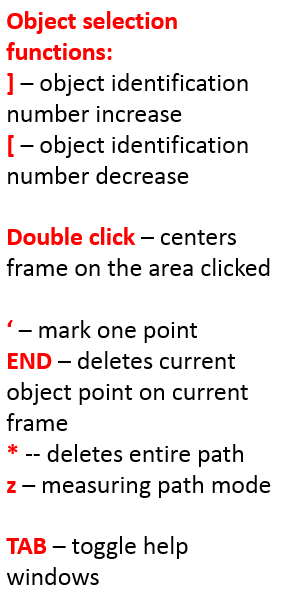 Object selection
functions:
] – object identification
number increase
[ – object identification
number decrease
Double click – centers
frame on the area clicked
‘ – mark one point
END – deletes current
object point on current
frame
* -- deletes entire path
z – measuring path mode
TAB – toggle help
windows